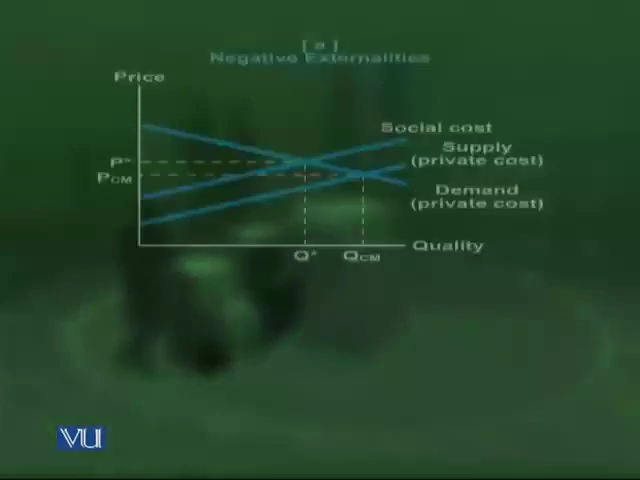 [ a ]
Negative Externalities
Price
Social cost
Supply
(private cost)
P*
PCM
Demand
(private cost)
Quality
Q*
QCM
VU